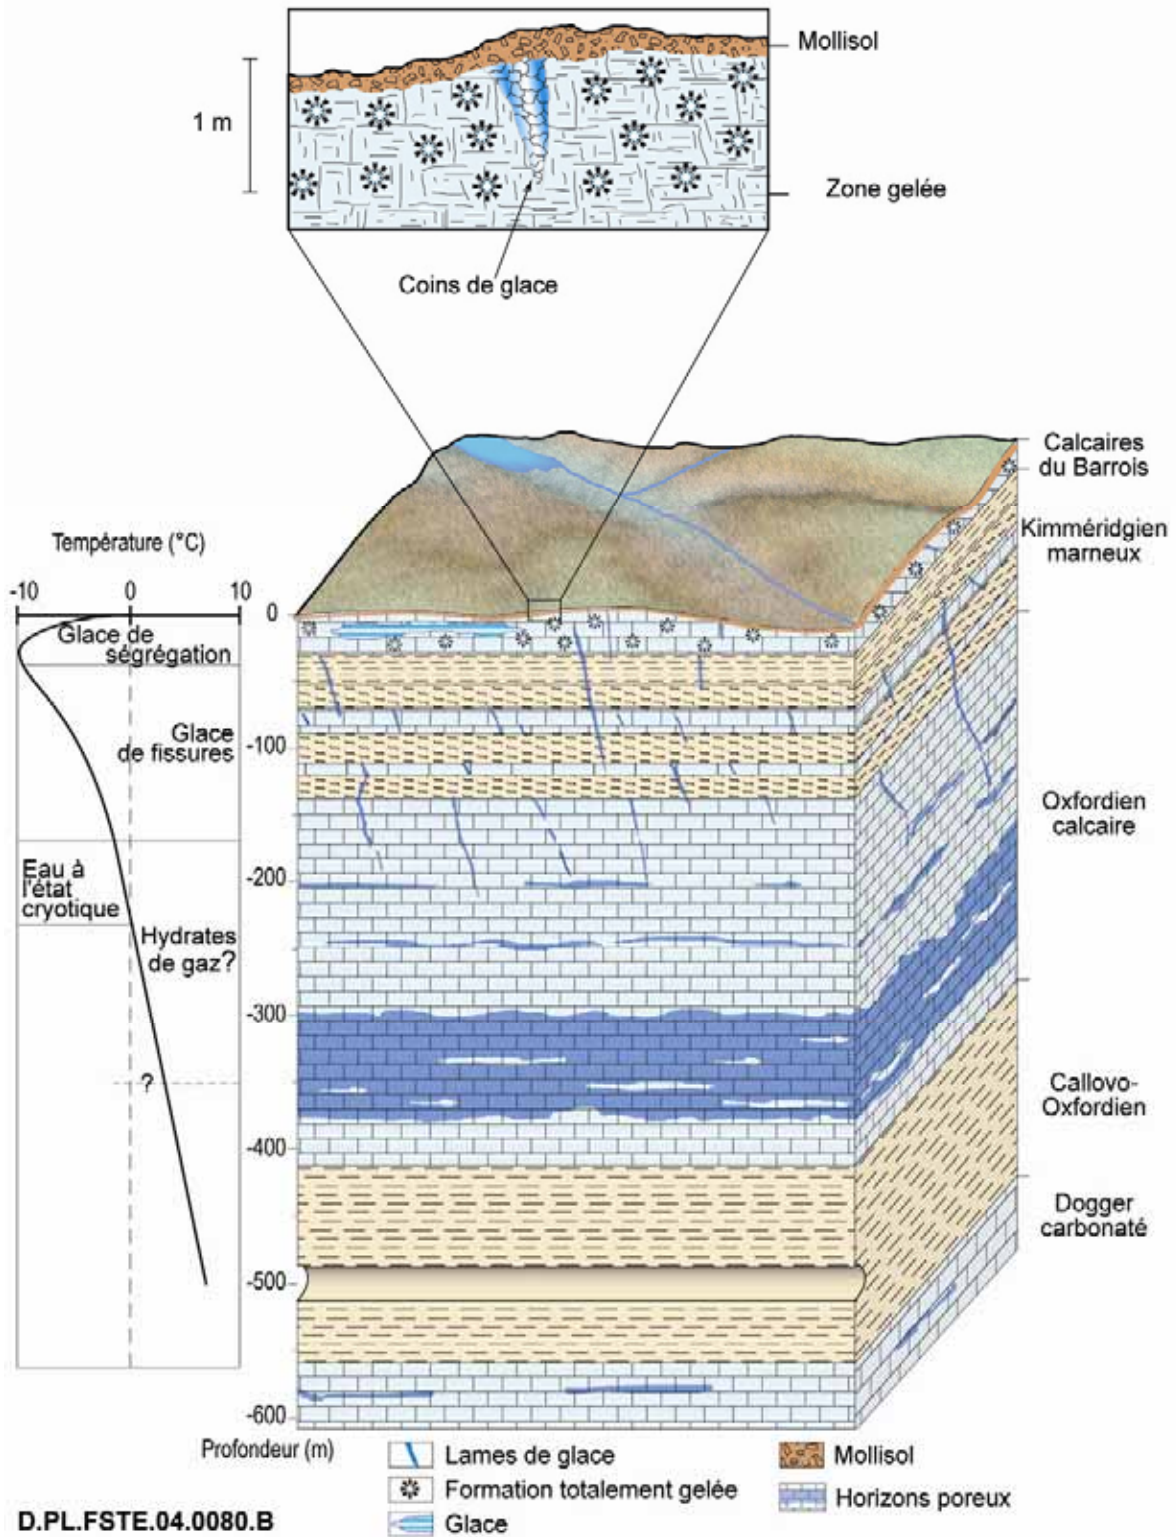 Mollisol
1 m
Zone gelée
Coins de glace
Calcaires
du Barrois
Kimméridgien
marneux
Température (°C)
-10 0 10
0
Glace de
ségrégation
Glace
de fissures
-100
Oxfordien
calcaire
Eau à
l'état
cryotique
-200
Hydrates
de gaz?
-300
?
Callovo-
Oxfordien
-400
Dogger
carbonaté
-500
-600
Profondeur (m)
Lames de glace
Mollisol
Formation totalement gelée
Horizons poreux
Glace
D.PL.FSTE.04.0080.B